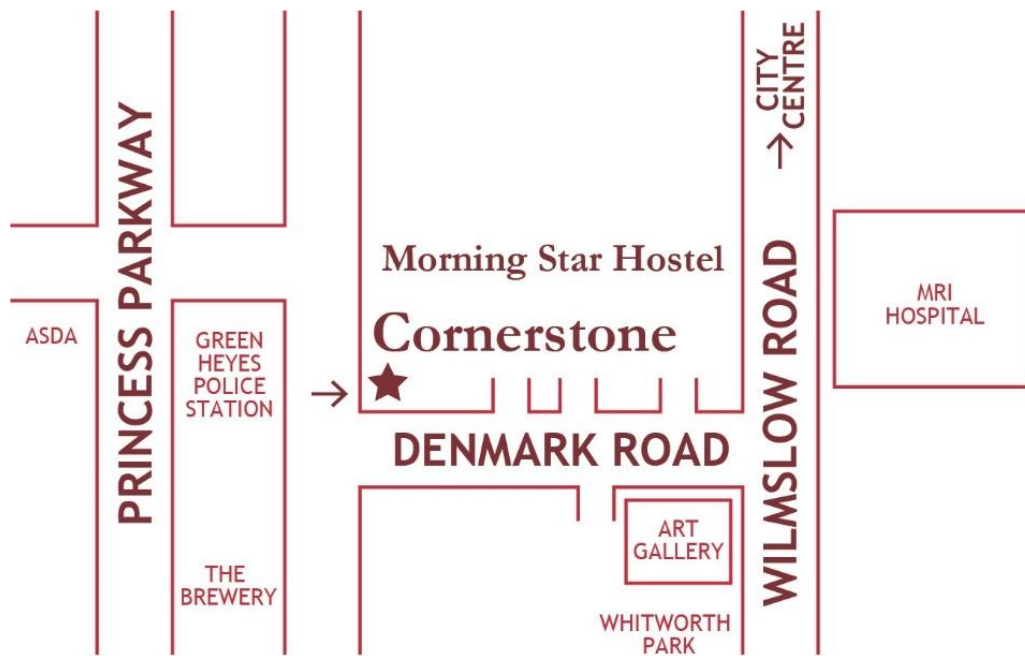 PRINCESS PARKWAY
CITY
CENTRE
Morning Star Hostel
Cornerstone
ASDA
GREEN
HEYES
POLICE
STATION
DENMARK ROAD
WILMSLOW ROAD
MRI
HOSPITAL
THE
BREWERY
ART
GALLERY
WHITWORTH
PARK